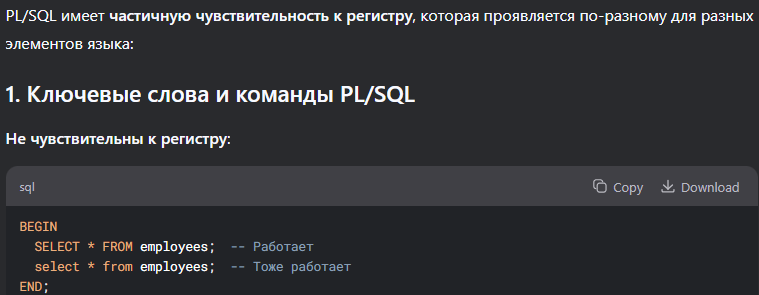 PL/SQL имеет частичную чувствительность к регистру, которая проявляется по-разному для разных
элементов языка:
1. Ключевые слова и команды PL/SQL
Не чувствительны к регистру:
sql Copy Download
BEGIN
  SELECT * FROM employees;  -- Работает
  select * from employees;  -- Тоже работает
END;